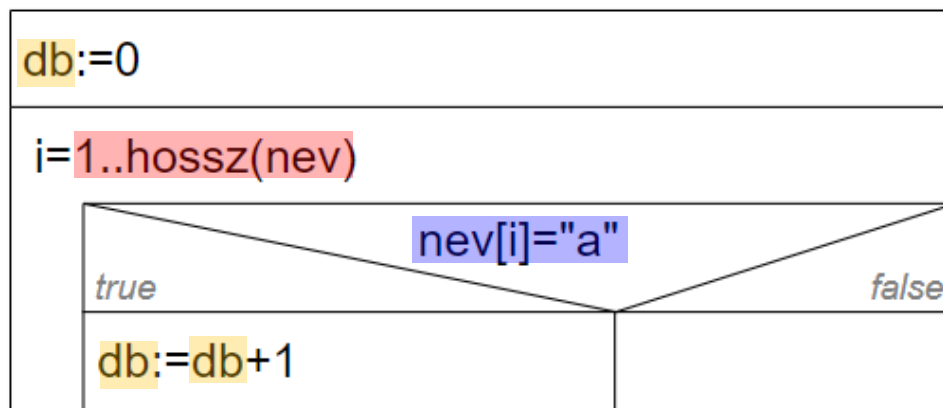 db:=0
i=1..hossz(nev)
nev[i]="a"
true
false
db:=db+1